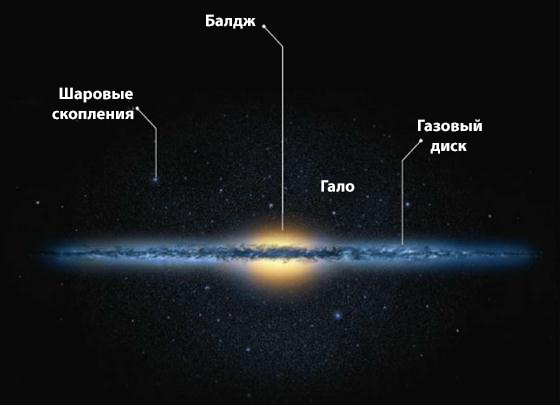 Балдж
Шаровые
скопления
Газовый
диск
Гало